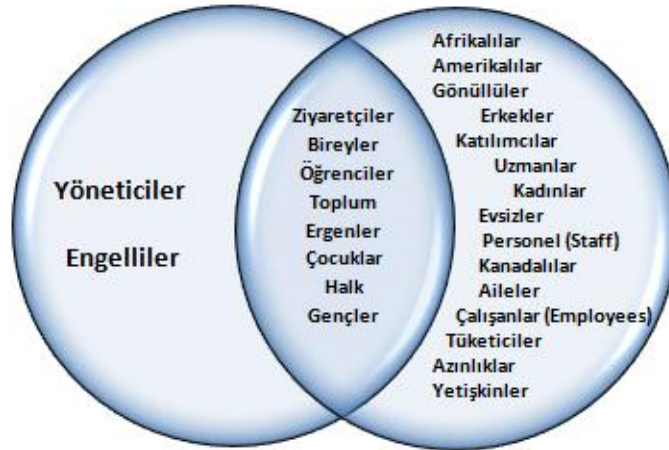 Yöneticiler
Engelliler
Ziyaretçiler
Bireyler
Öğrenciler
Toplum
Ergenler
Çocuklar
Halk
Gençler
Afrikalılar
Amerikalılar
Gönüllüler
Erkekler
Katılımcılar
Uzmanlar
Kadınlar
Evsizler
Personel (Staff)
Kanadalılar
Aileler
Çalışanlar (Employees)
Tüketiciler
Azınlıklar
Yetişkinler